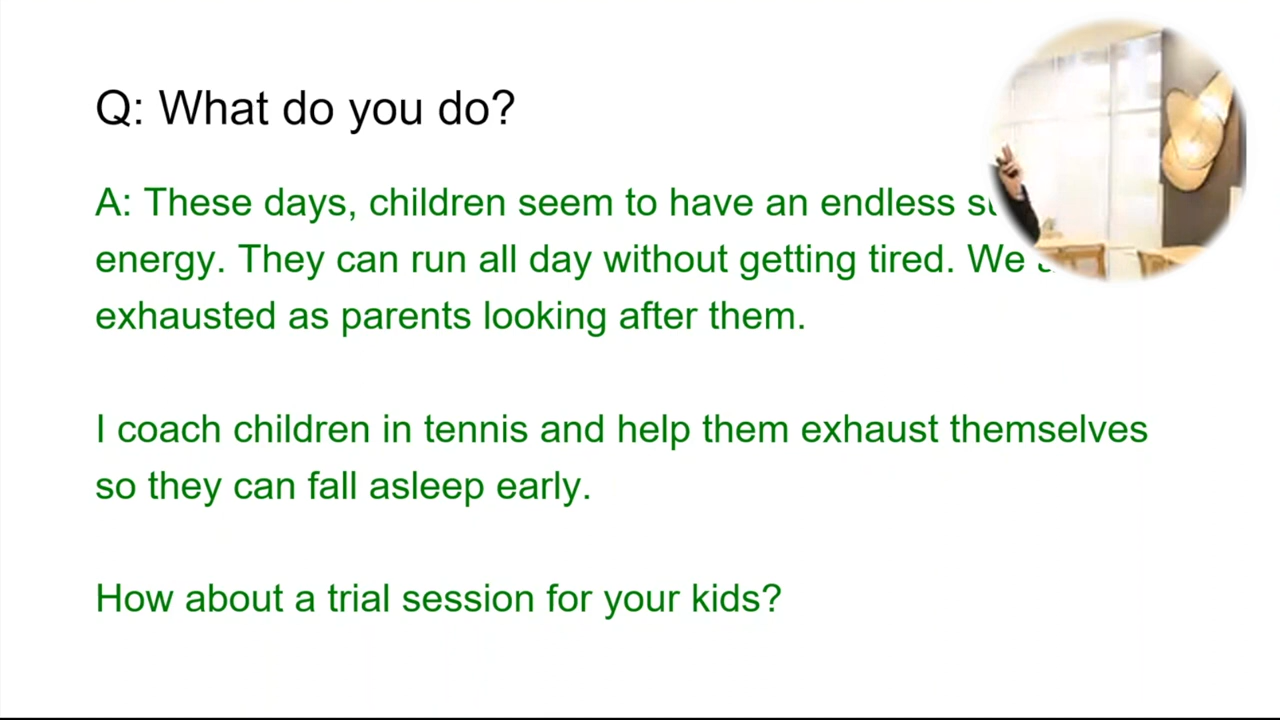 Q: What do you do?
A: These days, children seem to have an endless
energy. They can run all day without getting tired. We
exhausted as parents looking after them.
I coach children in tennis and help them exhaust themselves
so they can fall asleep early.
How about a trial session for your kids?